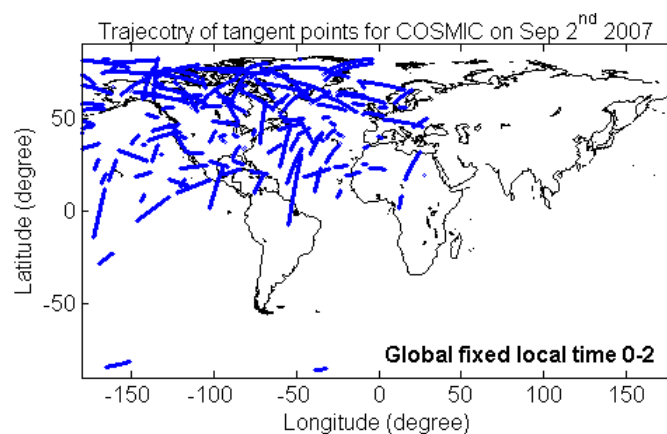 Trajecotry of tangent points for COSMIC on Sep 2nd 2007
50
0
-50
Latitude (degree)
Global fixed local time 0-2
-150 -100 -50 0 50 100 150
Longitude (degree)